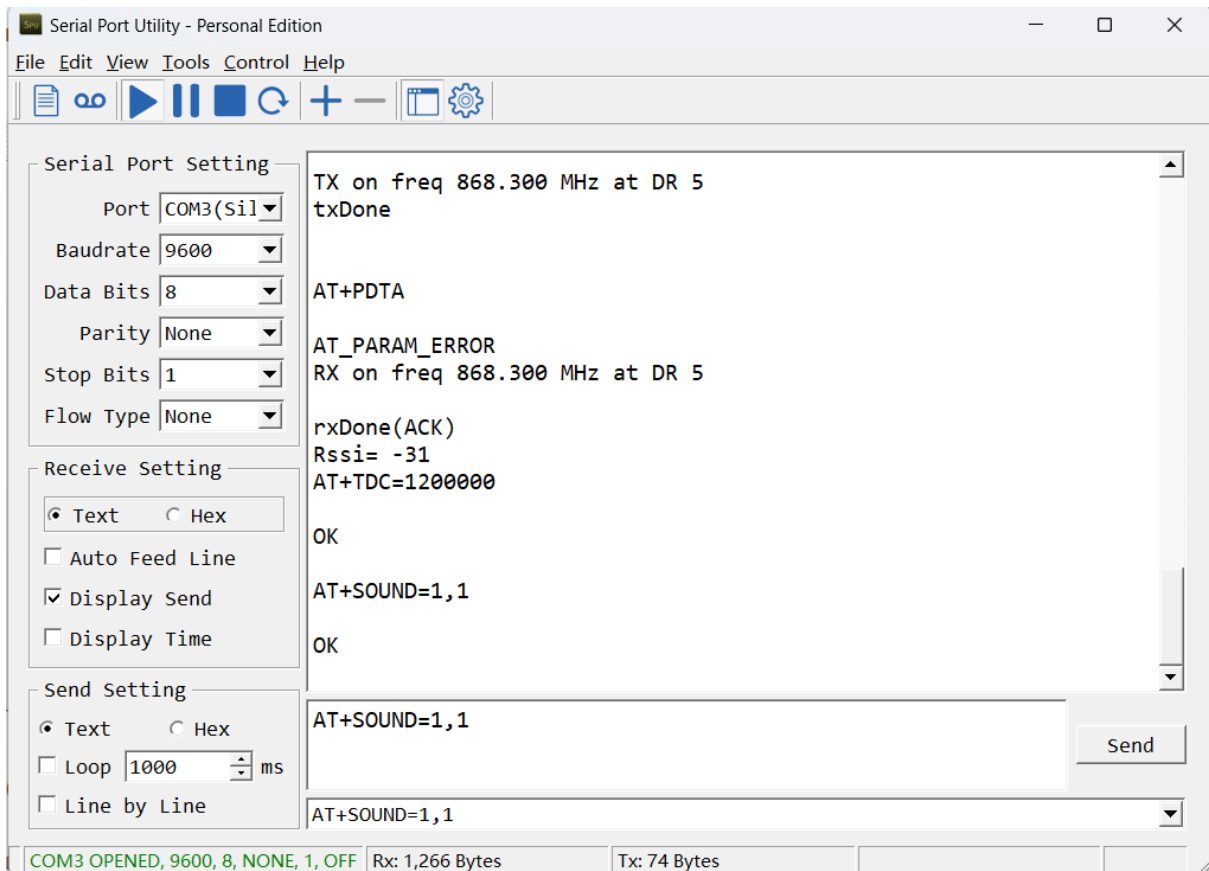 Spu Serial Port Utility - Personal Edition
File Edit View Tools Control Help
Serial Port Setting
Port COM3(Sil
Baudrate 9600
Data Bits 8
Parity None
Stop Bits 1
Flow Type None
Receive Setting
Text Hex
Auto Feed Line
Display Send
Display Time
Send Setting
Text Hex
Loop 1000 ms
Line by Line
TX on freq 868.300 MHz at DR 5
txDone
AT+PDTA
AT_PARAM_ERROR
RX on freq 868.300 MHz at DR 5
rxDone(ACK)
Rssi= -31
AT+TDC=1200000
OK
AT+SOUND=1,1
OK
AT+SOUND=1,1
Send
AT+SOUND=1,1
COM3 OPENED, 9600, 8, NONE, 1, OFF Rx: 1,266 Bytes Tx: 74 Bytes